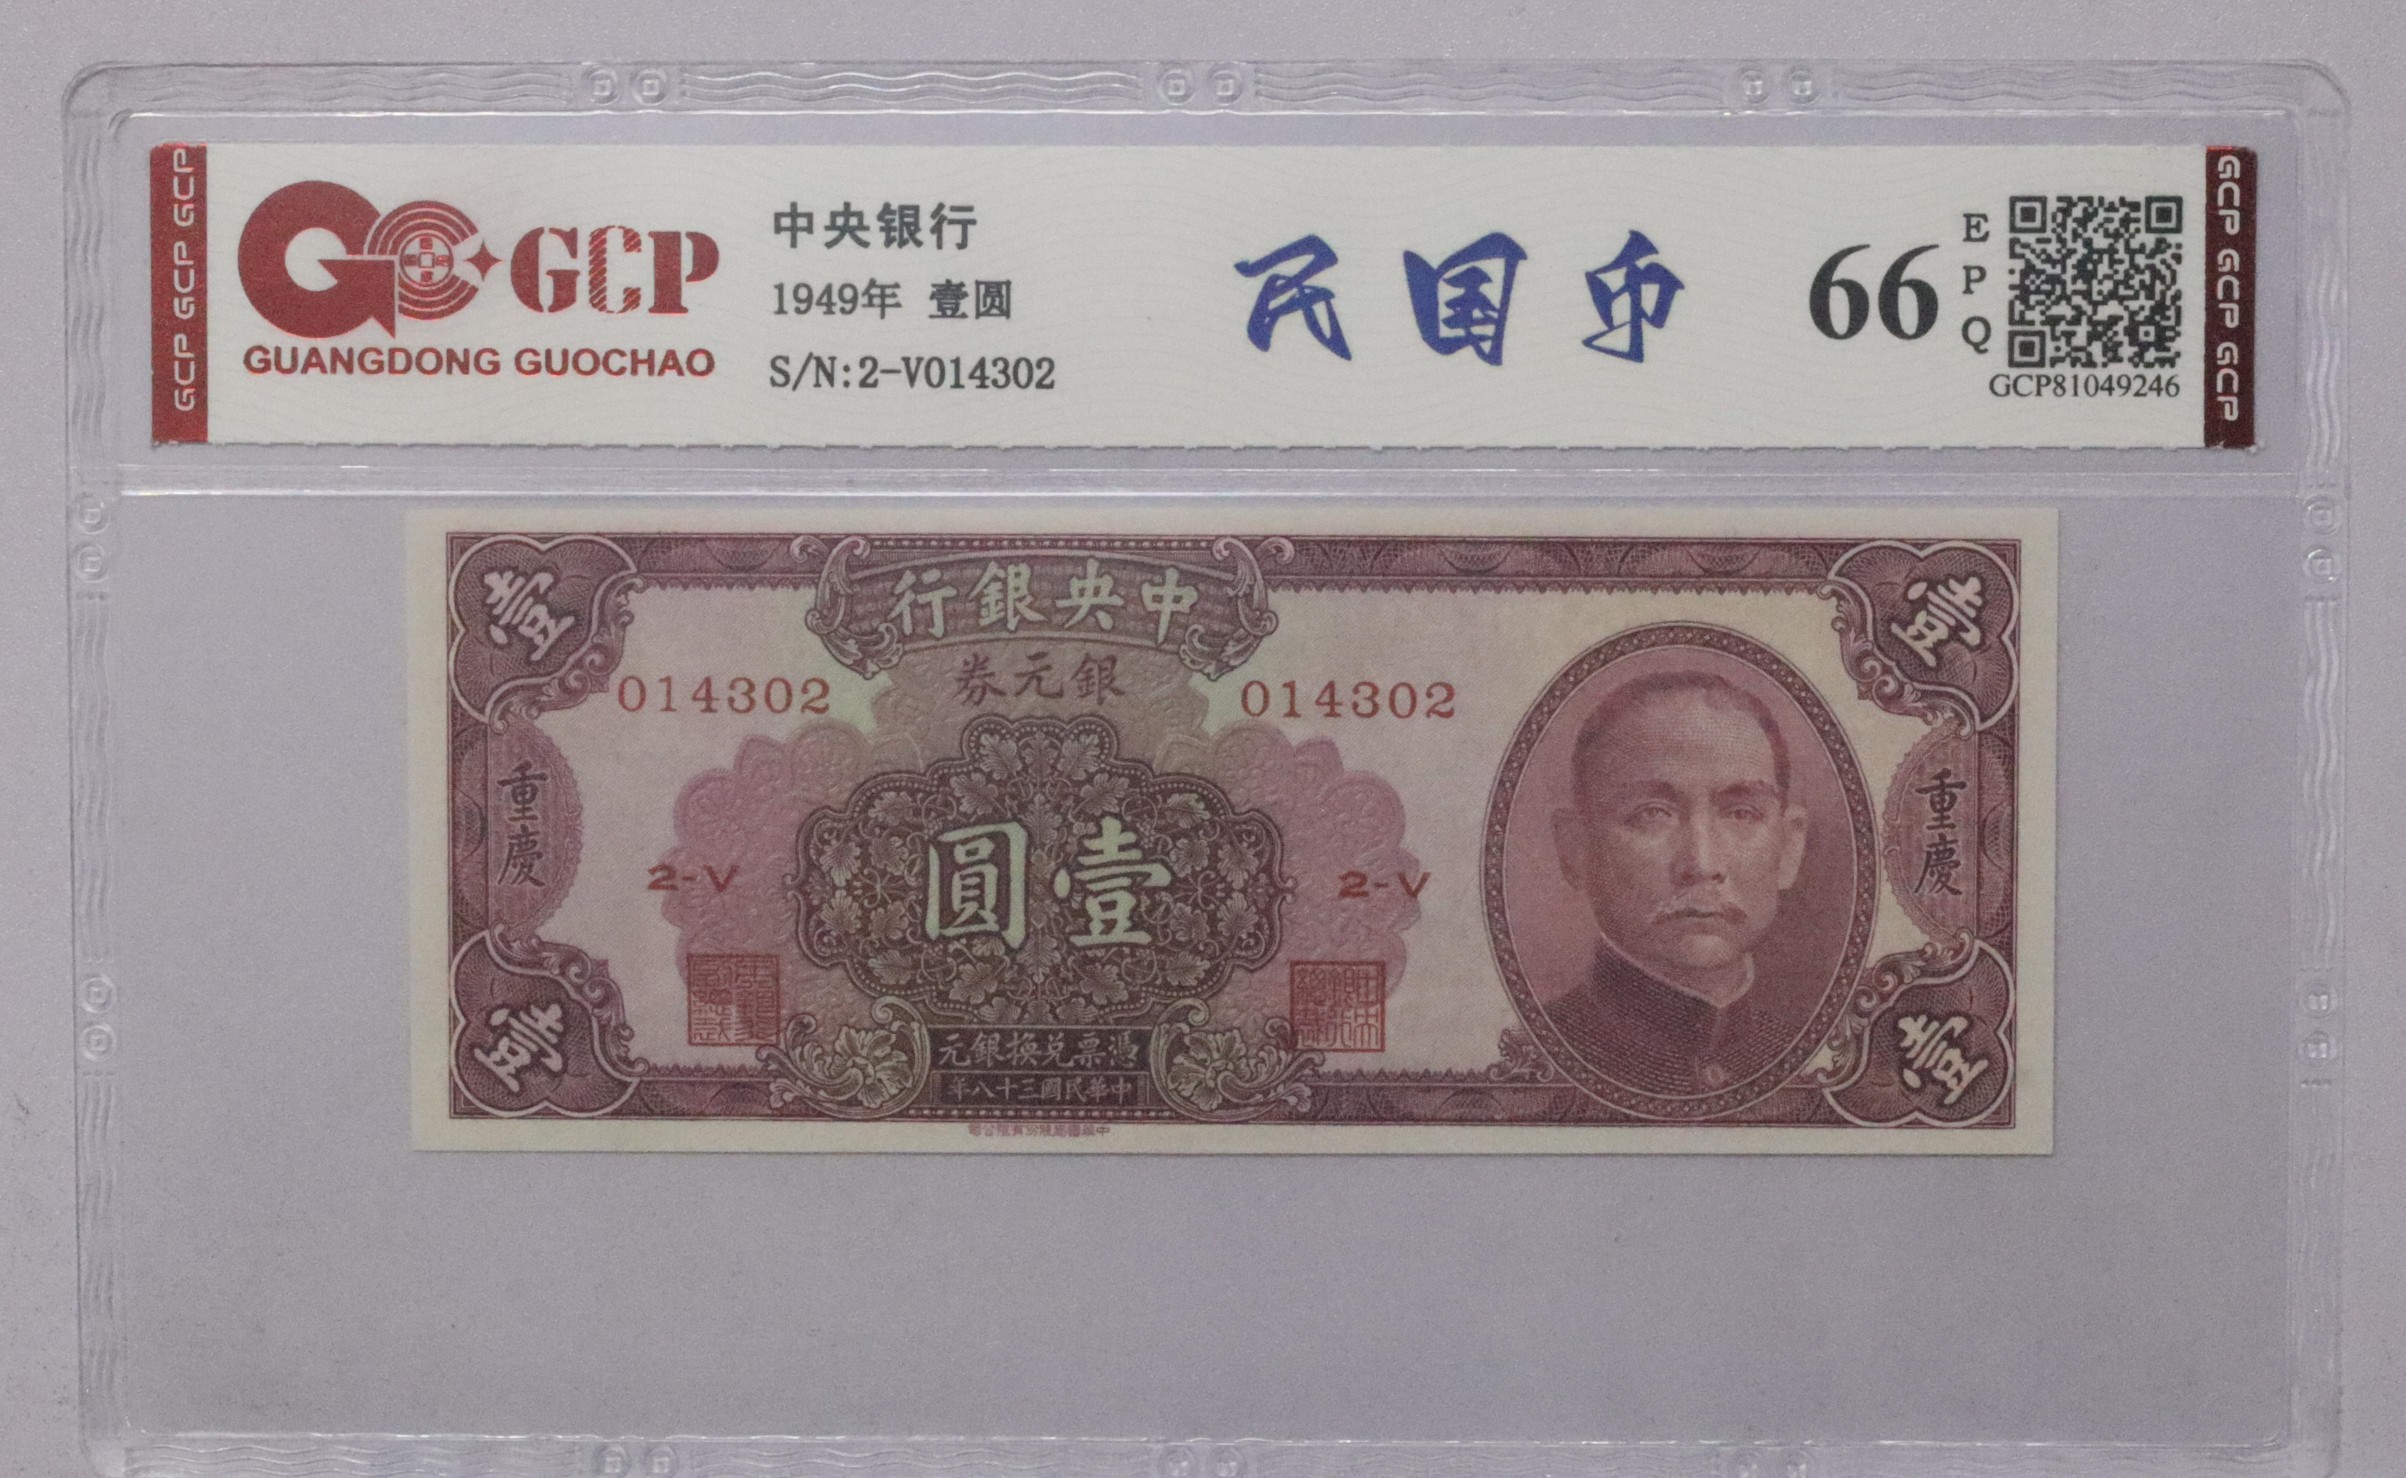 GCP GCP GCP
GCP
GUANGDONG GUOCHAO
中央银行
1949年 壹圆
S/N:2-V014302
民国币
66
E
P
Q
GCP81049246
GCP GCP GCP
壹
行銀央中
壹
券元銀
014302
014302
重慶
重慶
2-V
圓壹
2-V
元銀換兌票憑
年八十三國民華中
壹
壹